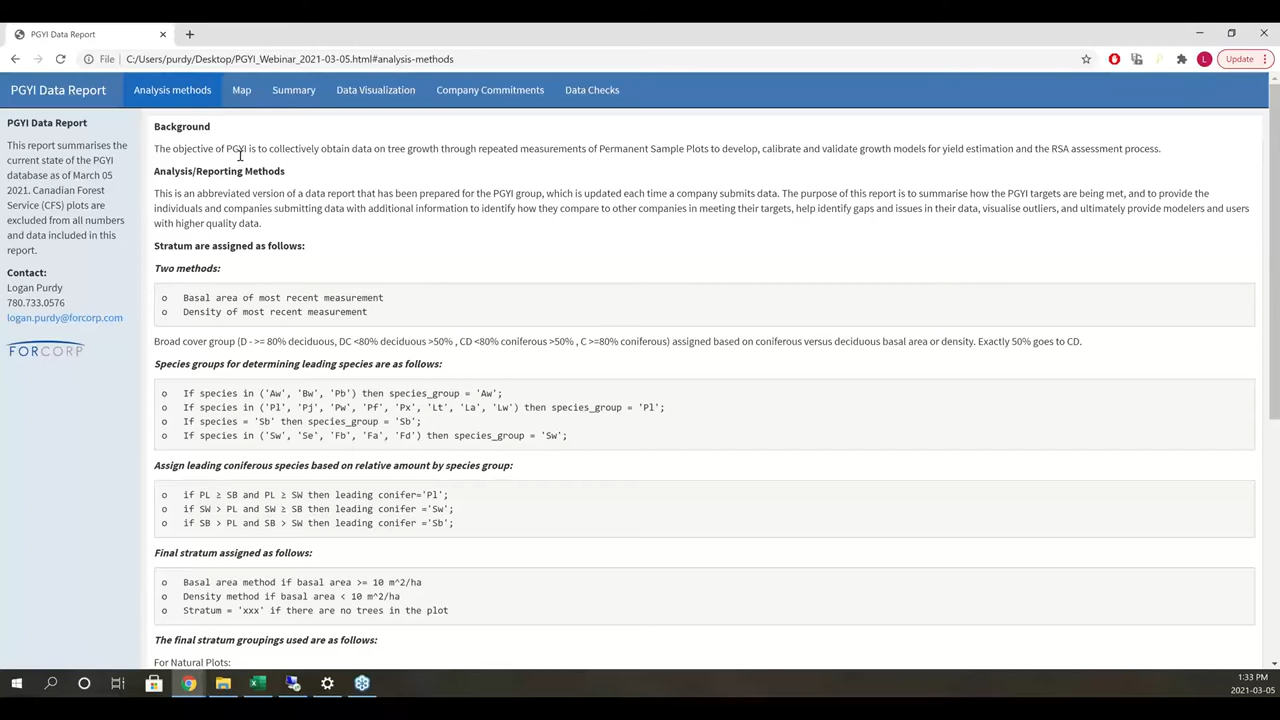 PGYI Data Report
File
C:/Users/purdy/Desktop/PGYI_Webinar_2021-03-05.html#analysis-methods
L
Update
PGYI Data Report
Analysis methods
Map
Summary
Data Visualization
Company Commitments
Data Checks
PGYI Data Report
This report summarises the
current state of the PGYI
database as of March 05
2021. Canadian Forest
Service (CFS) plots are
excluded from all numbers
and data included in this
report.
Contact:
Logan Purdy
780.733.0576
logan.purdy@forcorp.com
FORCORP
Background
The objective of PGYI is to collectively obtain data on tree growth through repeated measurements of Permanent Sample Plots to develop, calibrate and validate growth models for yield estimation and the RSA assessment process.
Analysis/Reporting Methods
This is an abbreviated version of a data report that has been prepared for the PGYI group, which is updated each time a company submits data. The purpose of this report is to summarise how the PGYI targets are being met, and to provide the
individuals and companies submitting data with additional information to identify how they compare to other companies in meeting their targets, help identify gaps and issues in their data, visualise outliers, and ultimately provide modelers and users
with higher quality data.
Stratum are assigned as follows:
Two methods:
o Basal area of most recent measurement
o Density of most recent measurement
Broad cover group (D - >= 80% deciduous, DC <80% deciduous >50% , CD <80% coniferous >50% , C >=80% coniferous) assigned based on coniferous versus deciduous basal area or density. Exactly 50% goes to CD.
Species groups for determining leading species are as follows:
o If species in ('Aw', 'Bw', 'Pb') then species_group = 'Aw';
o If species in ('Pl', 'Pj', 'Pw', 'Pf', 'Px', 'Lt', 'La', 'Lw') then species_group = 'Pl';
o If species = 'Sb' then species_group = 'Sb';
o If species in ('Sw', 'Se', 'Fb', 'Fa', 'Fd') then species_group = 'Sw';
Assign leading coniferous species based on relative amount by species group:
o if PL ≥ SB and PL ≥ SW then leading conifer='Pl';
o if SW > PL and SW ≥ SB then leading conifer ='Sw';
o if SB > PL and SB > SW then leading conifer ='Sb';
Final stratum assigned as follows:
o Basal area method if basal area >= 10 m^2/ha
o Density method if basal area < 10 m^2/ha
o Stratum = 'xxx' if there are no trees in the plot
The final stratum groupings used are as follows:
For Natural Plots:
1:33 PM
2021-03-05